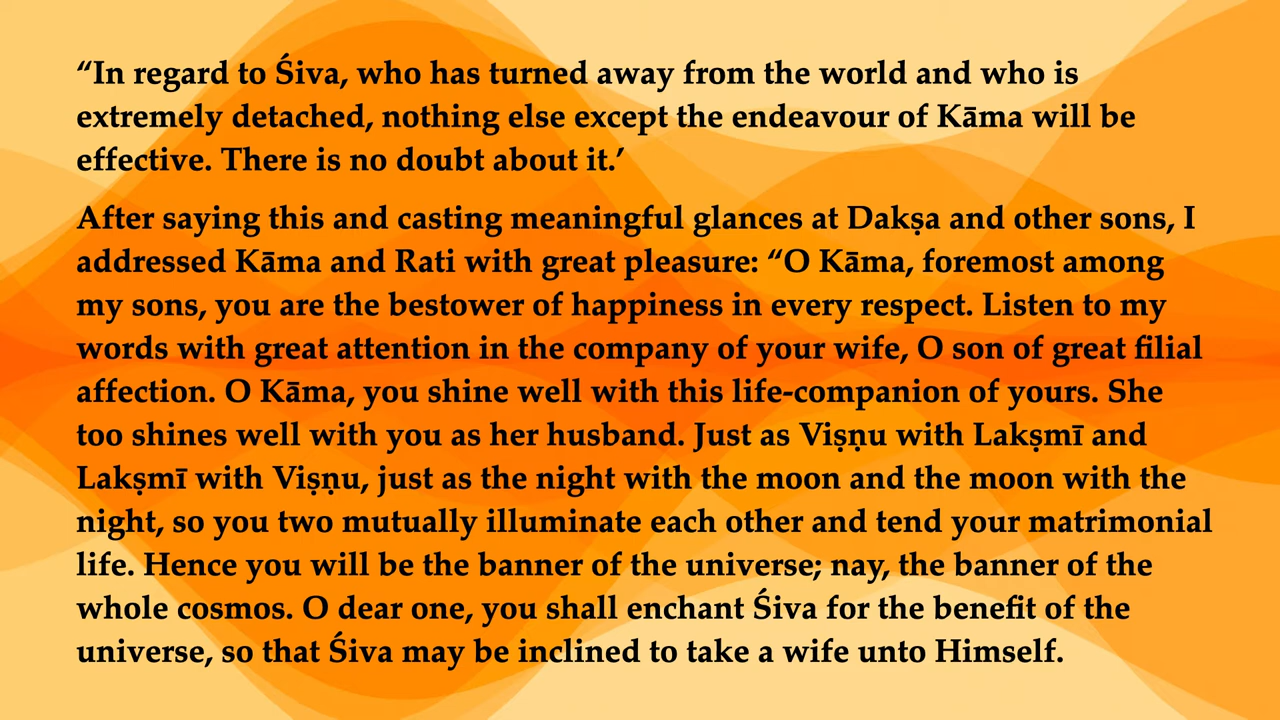 “In regard to Śiva, who has turned away from the world and who is
extremely detached, nothing else except the endeavour of Kāma will be
effective. There is no doubt about it.’
After saying this and casting meaningful glances at Dakṣa and other sons, I
addressed Kāma and Rati with great pleasure: “O Kāma, foremost among
my sons, you are the bestower of happiness in every respect. Listen to my
words with great attention in the company of your wife, O son of great filial
affection. O Kāma, you shine well with this life-companion of yours. She
too shines well with you as her husband. Just as Viṣṇu with Lakṣmī and
Lakṣmī with Viṣṇu, just as the night with the moon and the moon with the
night, so you two mutually illuminate each other and tend your matrimonial
life. Hence you will be the banner of the universe; nay, the banner of the
whole cosmos. O dear one, you shall enchant Śiva for the benefit of the
universe, so that Śiva may be inclined to take a wife unto Himself.